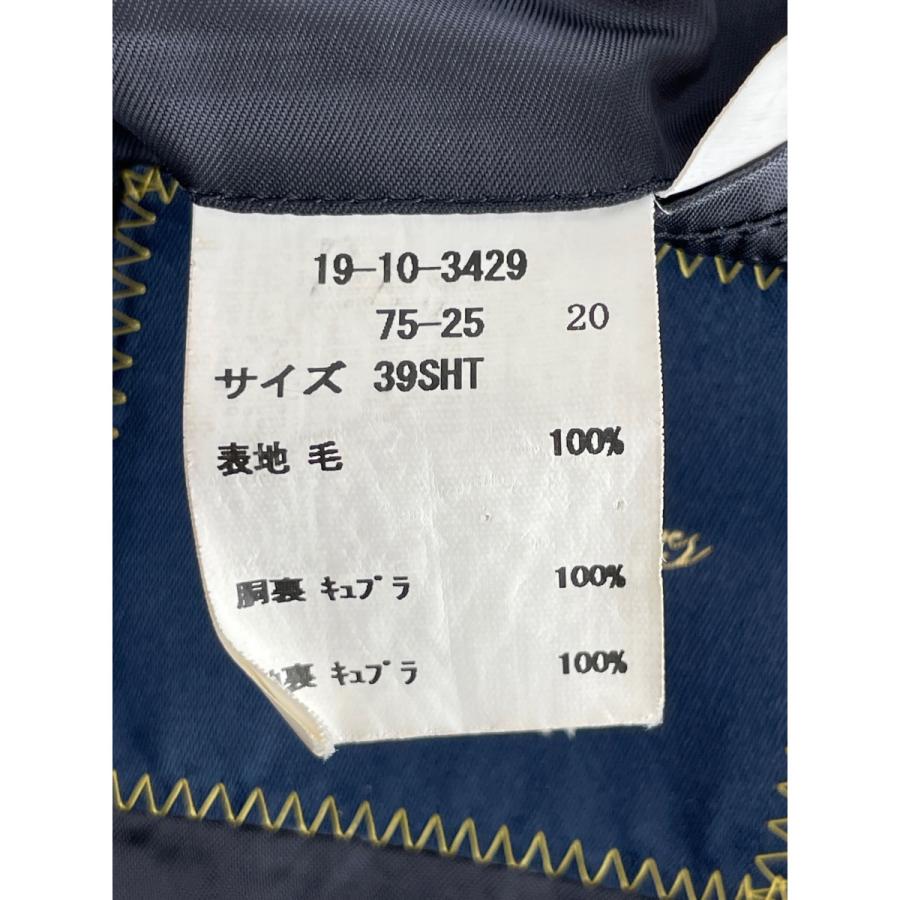 19-10-3429
75-25 20
サイズ 39SHT
表地 毛 100%
胴裏 ｷｭﾌﾟﾗ 100%
裏 ｷｭﾌﾟﾗ 100%